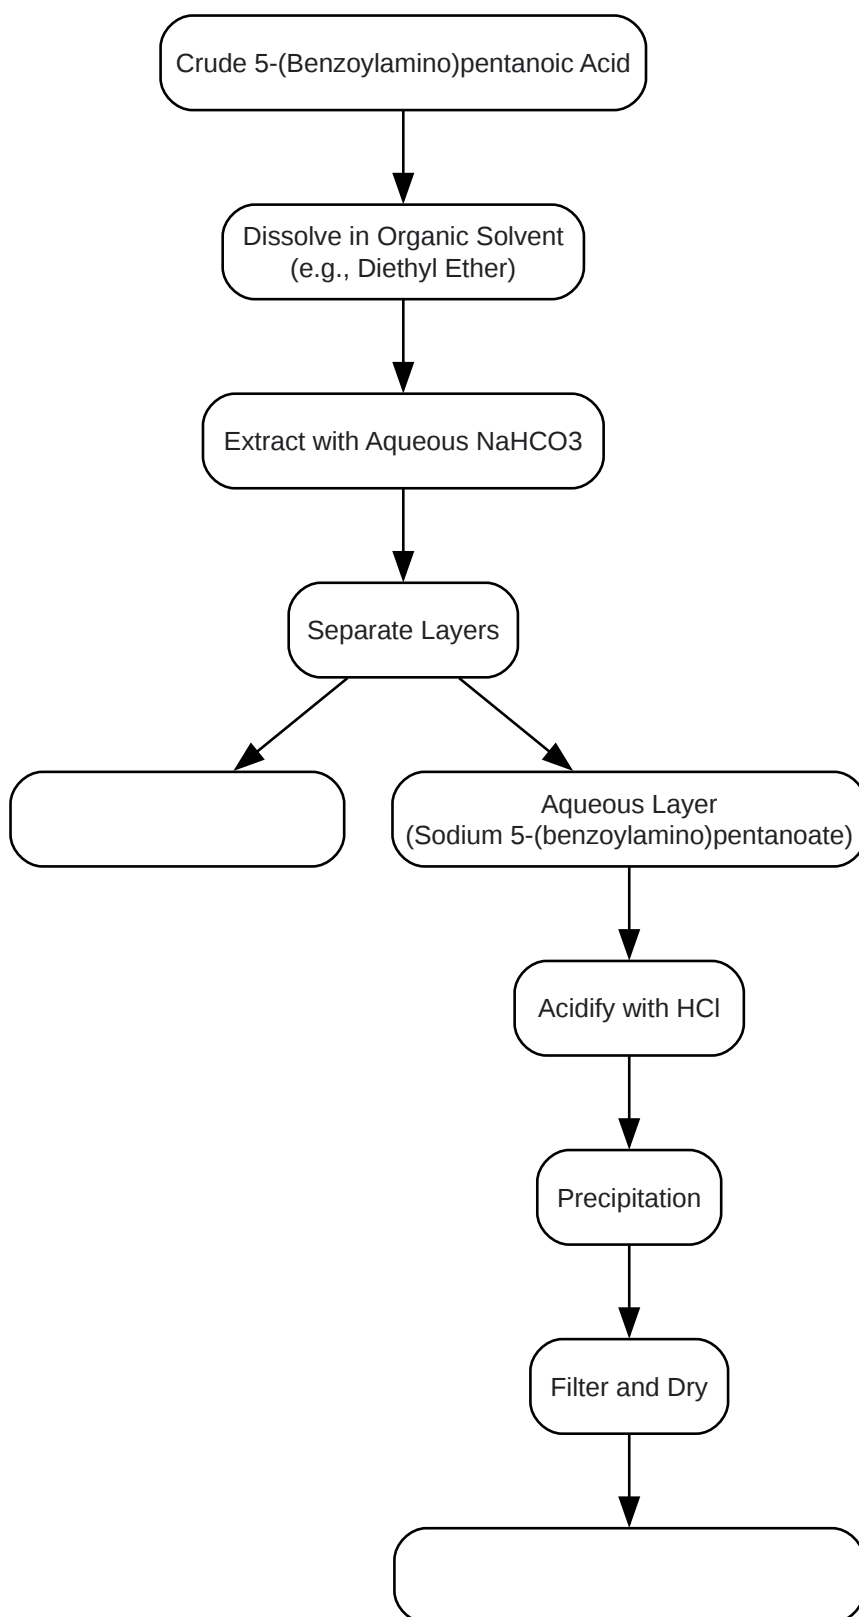 Crude 5-(Benzoylamino)pentanoic Acid
Dissolve in Organic Solvent
(e.g., Diethyl Ether)
Extract with Aqueous NaHCO3
Separate Layers
Aqueous Layer
(Sodium 5-(benzoylamino)pentanoate)
Acidify with HCl
Precipitation
Filter and Dry